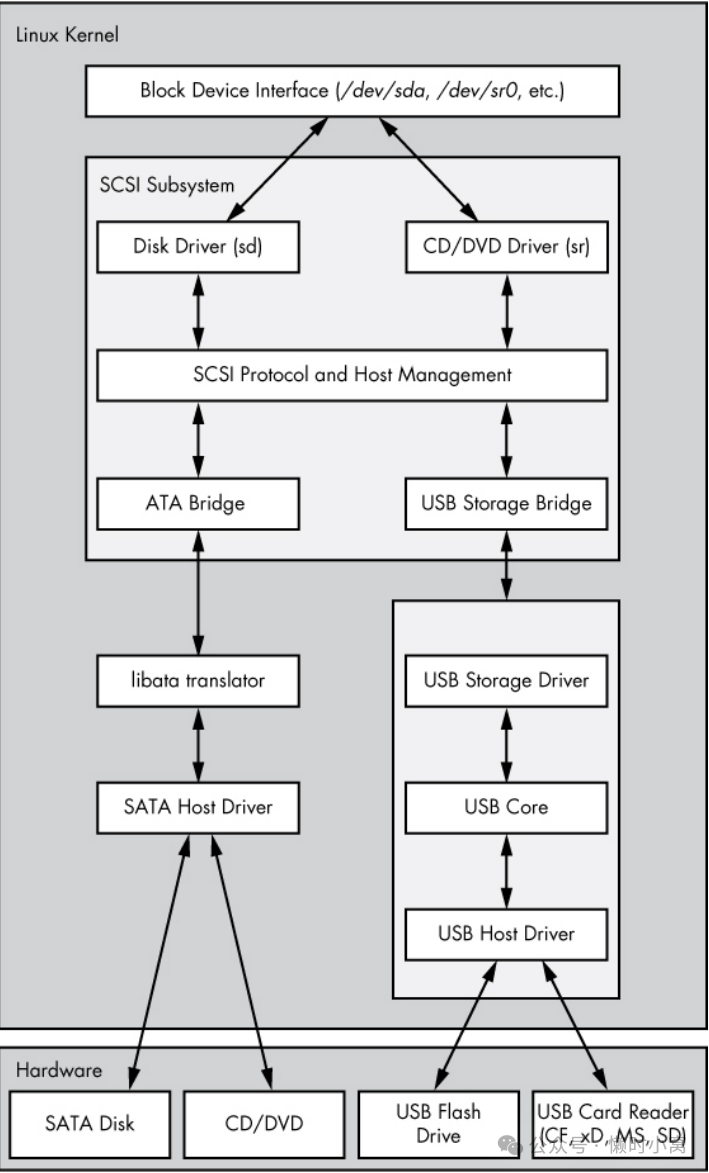 Linux Kernel
Block Device Interface (/dev/sda, /dev/sr0, etc.)
SCSI Subsystem
Disk Driver (sd)
CD/DVD Driver (sr)
SCSI Protocol and Host Management
ATA Bridge
USB Storage Bridge
libata translator
USB Storage Driver
SATA Host Driver
USB Core
USB Host Driver
Hardware
SATA Disk
CD/DVD
USB Flash
Drive
USB Card Reader
(CF, xD, MS, SD)
公众号 · 懒时小窝